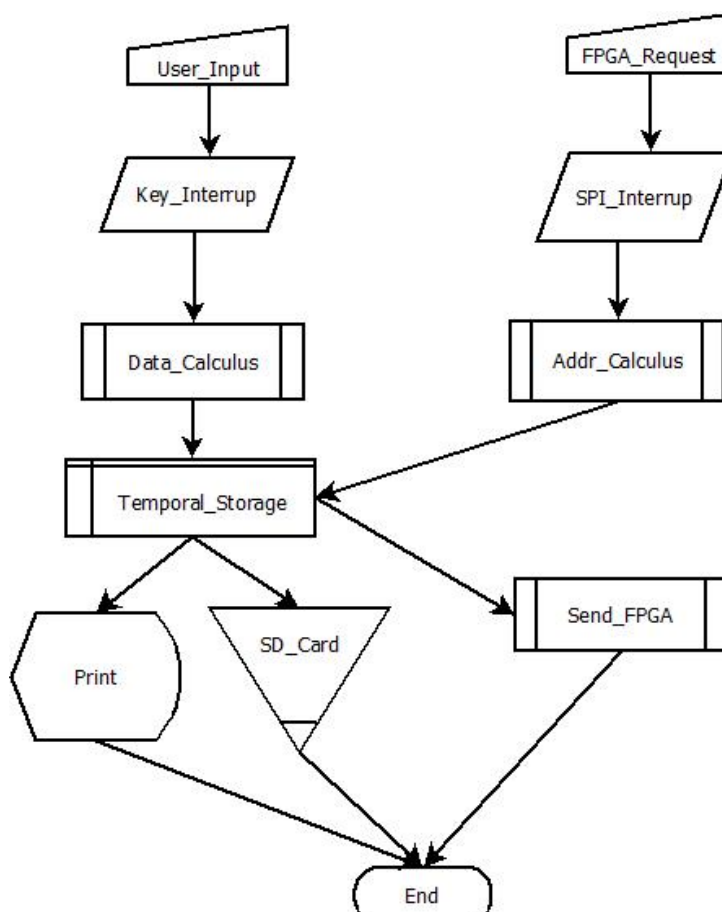 User_Input
FPGA_Request
Key_Interrup
SPI_Interrup
Data_Calculus
Addr_Calculus
Temporal_Storage
Send_FPGA
SD_Card
Print
End